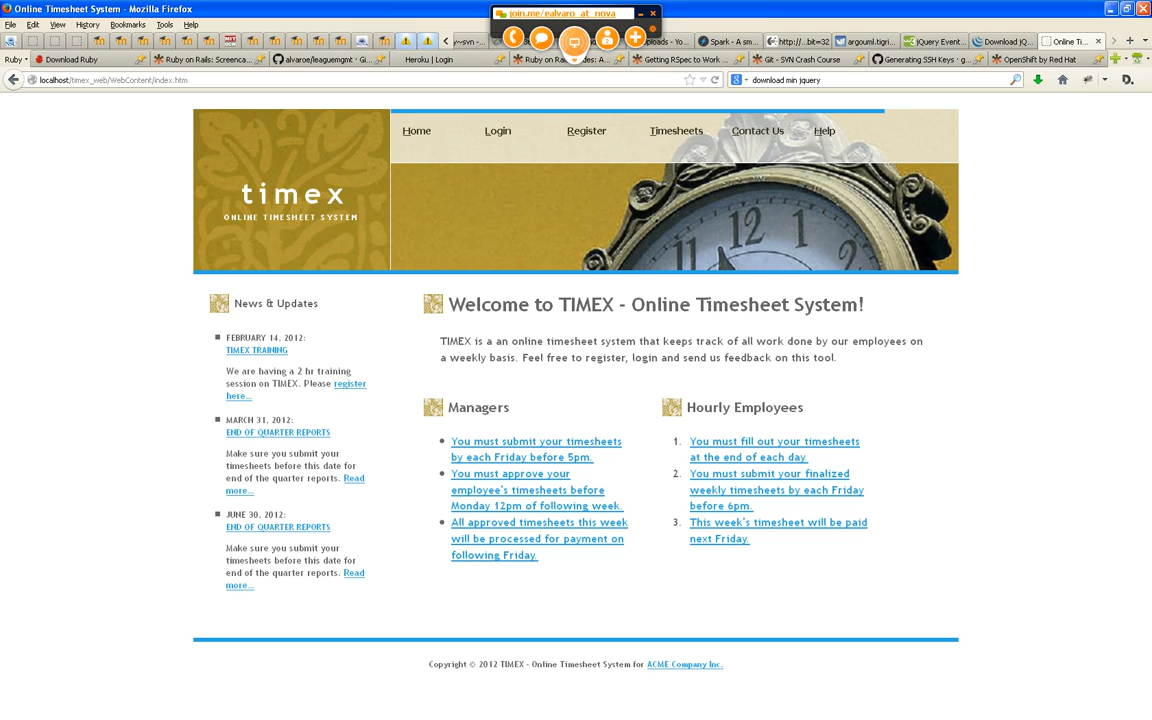 Online Timesheet System - Mozilla Firefox
join.me/ealvaro_at_nova
File Edit View History Bookmarks Tools Help
y~svn -...
ploads - Yo...
Spark - A sm...
http://...bit=32
argouml.tigri...
jQuery Event...
Download jQ...
Online Ti...
Ruby
Download Ruby
Ruby on Rails: Screenca...
alvaroe/leaguemgmt · Gi...
Heroku | Login
Getting RSpec to Work ...
Git - SVN Crash Course
Generating SSH Keys · g...
OpenShift by Red Hat
localhost/timex_web/WebContent/index.htm
download min jquery
Home Login Register Timesheets Contact Us Help
timex
ONLINE TIMESHEET SYSTEM
12
11
1
News & Updates
FEBRUARY 14, 2012:
TIMEX TRAINING
We are having a 2 hr training
session on TIMEX. Please register
here...
MARCH 31, 2012:
END OF QUARTER REPORTS
Make sure you submit your
timesheets before this date for
end of the quarter reports. Read
more...
JUNE 30, 2012:
END OF QUARTER REPORTS
Make sure you submit your
timesheets before this date for
end of the quarter reports. Read
more...
Welcome to TIMEX - Online Timesheet System!
TIMEX is a an online timesheet system that keeps track of all work done by our employees on
a weekly basis. Feel free to register, login and send us feedback on this tool.
Managers
You must submit your timesheets
by each Friday before 5pm.
You must approve your
employee's timesheets before
Monday 12pm of following week.
All approved timesheets this week
will be processed for payment on
following Friday.
Hourly Employees
1. You must fill out your timesheets
at the end of each day.
2. You must submit your finalized
weekly timesheets by each Friday
before 6pm.
3. This week's timesheet will be paid
next Friday.
Copyright © 2012 TIMEX - Online Timesheet System for ACME Company Inc.